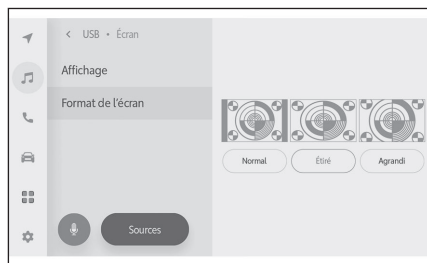 < USB • Écran
Affichage
Format de l'écran
Normal
Étiré
Agrandi
Sources